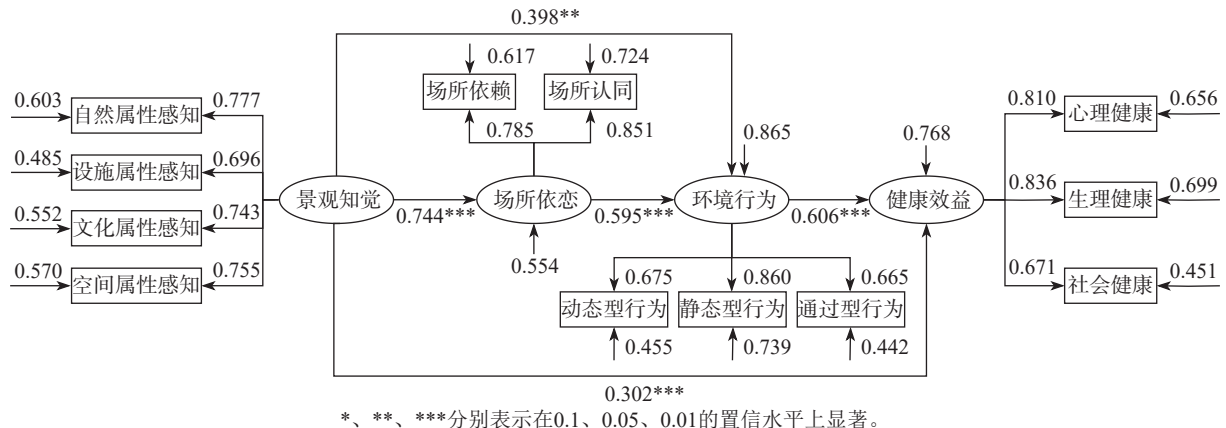 0.398**
0.617
0.724
场所依赖
场所认同
0.603
自然属性感知
0.777
0.785
0.851
0.865
0.768
0.810
心理健康
0.656
0.485
设施属性感知
0.696
景观知觉
0.744***
场所依恋
0.595***
环境行为
0.606***
健康效益
0.836
生理健康
0.699
0.552
文化属性感知
0.743
0.554
0.570
空间属性感知
0.755
0.675
0.860
0.665
0.671
社会健康
0.451
动态型行为
静态型行为
通过型行为
0.455
0.739
0.442
0.302***
*、**、***分别表示在0.1、0.05、0.01的置信水平上显著。